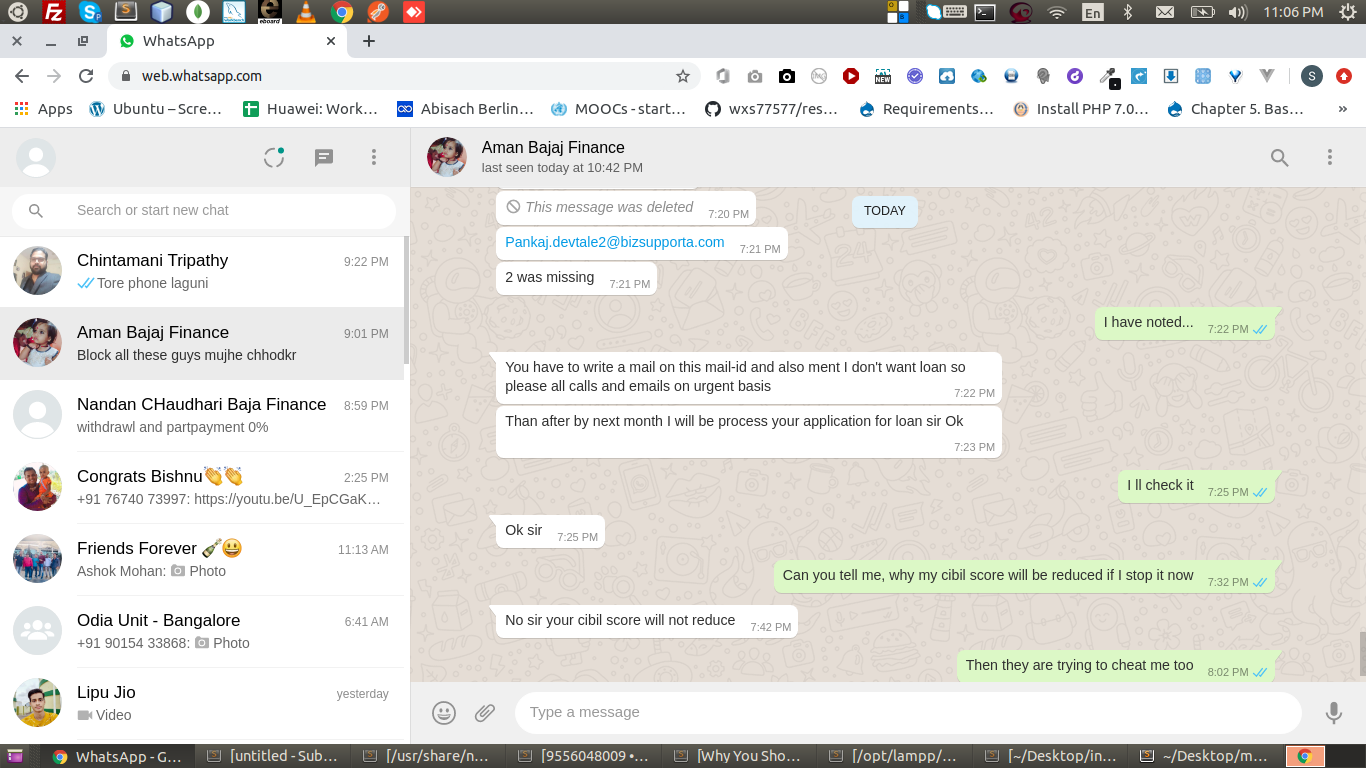 11:06 PM
En
WhatsApp
web.whatsapp.com
S
Apps
Ubuntu – Scre…
Huawei: Work…
Abisach Berlin…
MOOCs - start…
wxs77577/res…
Requirements…
Install PHP 7.0…
Chapter 5. Bas…
»
Search or start new chat
Chintamani Tripathy
9:22 PM
Tore phone laguni
Aman Bajaj Finance
9:01 PM
Block all these guys mujhe chhodkr
Nandan CHaudhari Baja Finance
8:59 PM
withdrawl and partpayment 0%
Congrats Bishnu👏👏
2:25 PM
+91 76740 73997: https://youtu.be/U_EpCGaK…
Friends Forever 🍾😃
11:13 AM
Ashok Mohan: Photo
Odia Unit - Bangalore
6:41 AM
+91 90154 33868: Photo
Lipu Jio
yesterday
Video
Aman Bajaj Finance
last seen today at 10:42 PM
TODAY
This message was deleted
7:20 PM
Pankaj.devtale2@bizsupporta.com
7:21 PM
2 was missing
7:21 PM
I have noted...
7:22 PM
You have to write a mail on this mail-id and also ment I don't want loan so
please all calls and emails on urgent basis
7:22 PM
Than after by next month I will be process your application for loan sir Ok
7:23 PM
I ll check it
7:25 PM
Ok sir
7:25 PM
Can you tell me, why my cibil score will be reduced if I stop it now
7:32 PM
No sir your cibil score will not reduce
7:42 PM
Then they are trying to cheat me too
8:02 PM
Type a message
WhatsApp - G…
[untitled - Sub…
[/usr/share/n…
[9556048009 •…
[Why You Sho…
[/opt/lampp/…
[~/Desktop/in…
~/Desktop/m…